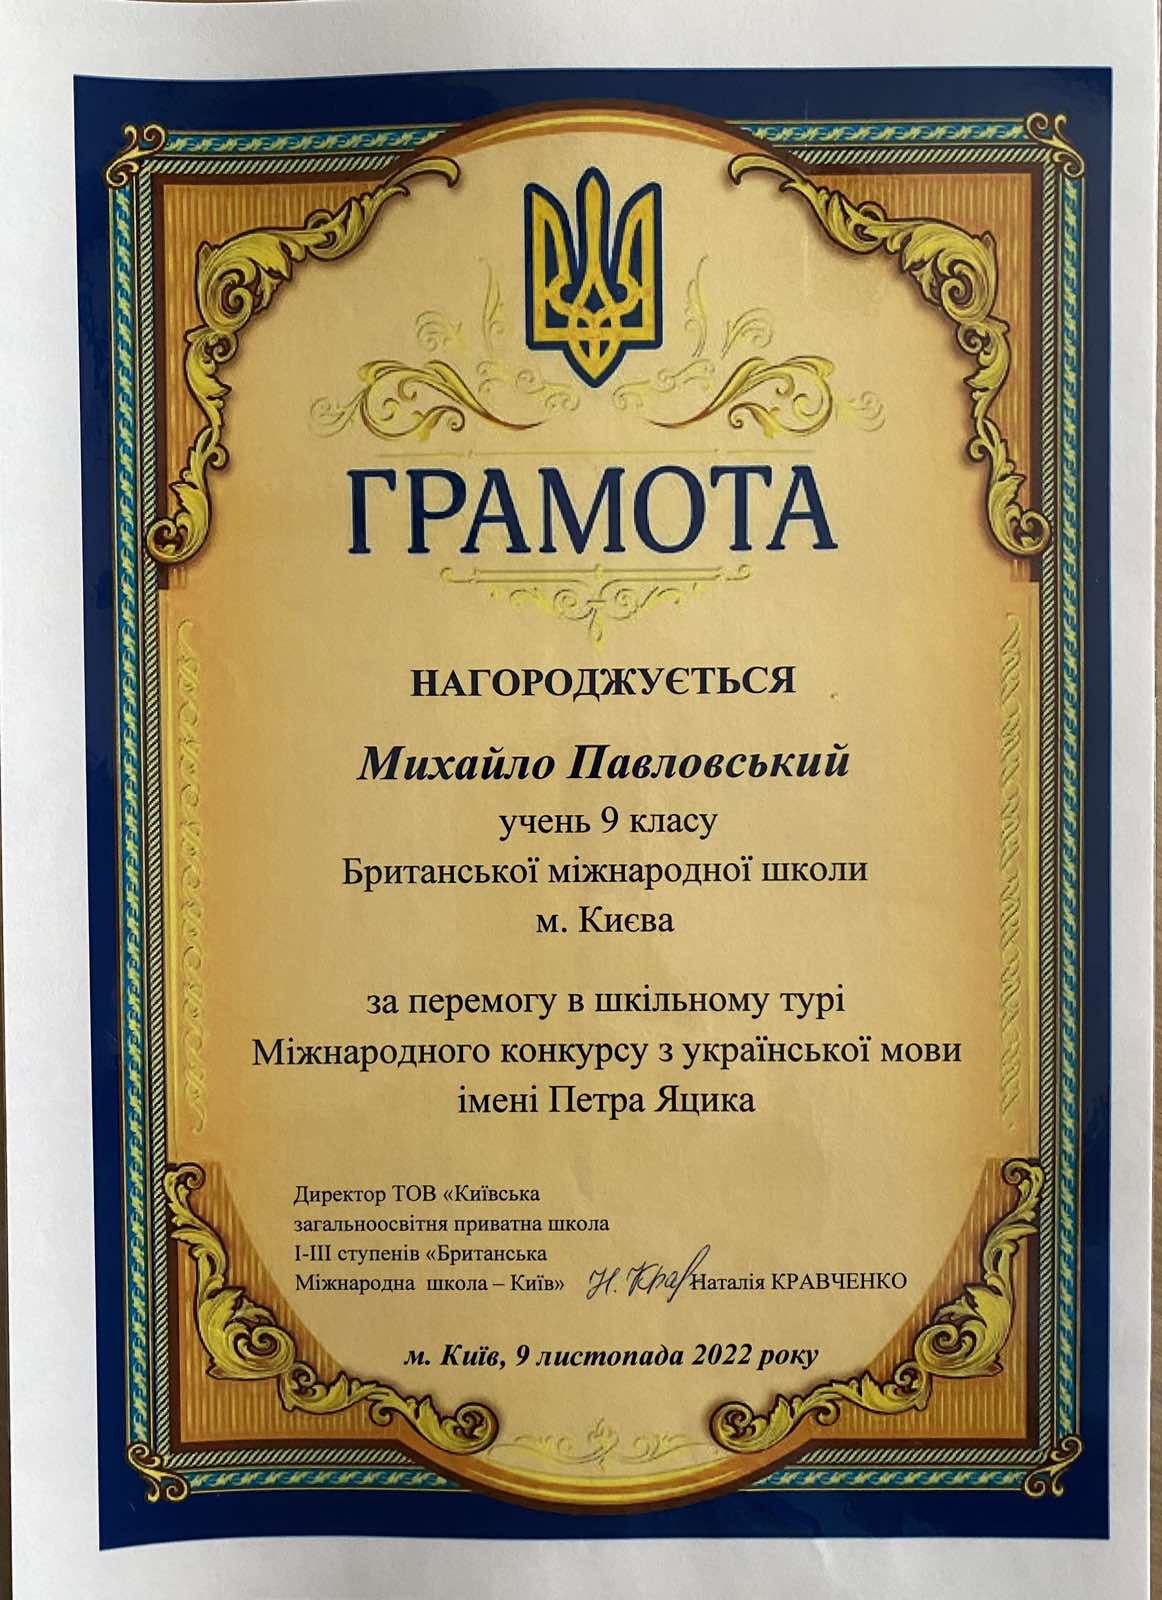 ГРАМОТА
НАГОРОДЖУЄТЬСЯ
Михайло Павловський
учень 9 класу
Британської міжнародної школи
м. Києва
за перемогу в шкільному турі
Міжнародного конкурсу з української мови
імені Петра Яцика
Директор ТОВ «Київська
загальноосвітня приватна школа
І-ІІІ ступенів «Британська
Міжнародна школа – Київ» Н. Крав Наталія КРАВЧЕНКО
м. Київ, 9 листопада 2022 року